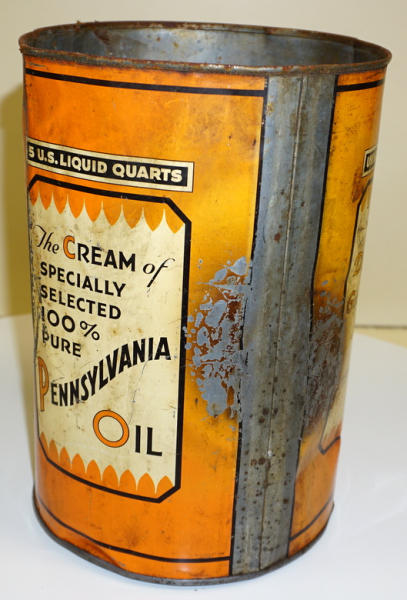 5 U.S. LIQUID QUARTS
The CREAM of
SPECIALLY
SELECTED
100%
PURE
PENNSYLVANIA
OIL